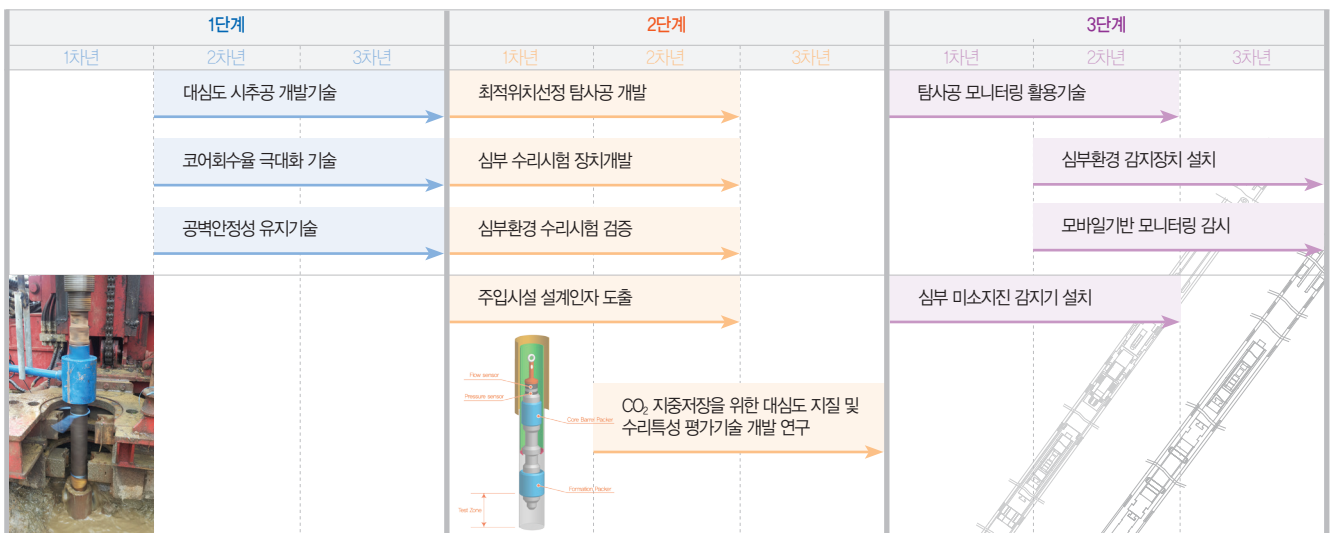 1단계
2단계
3단계
1차년
2차년
3차년
1차년
2차년
3차년
1차년
2차년
3차년
대심도 시추공 개발기술
최적위치선정 탐사공 개발
탐사공 모니터링 활용기술
코어회수율 극대화 기술
심부 수리시험 장치개발
심부환경 감지장치 설치
공벽안정성 유지기술
심부환경 수리시험 검증
모바일기반 모니터링 감시
주입시설 설계인자 도출
심부 미소지진 감지기 설치
Flow sensor
Pressure sensor
Core Barrel Packer
Formation Packer
Test Zone
CO₂ 지중저장을 위한 대심도 지질 및
수리특성 평가기술 개발 연구